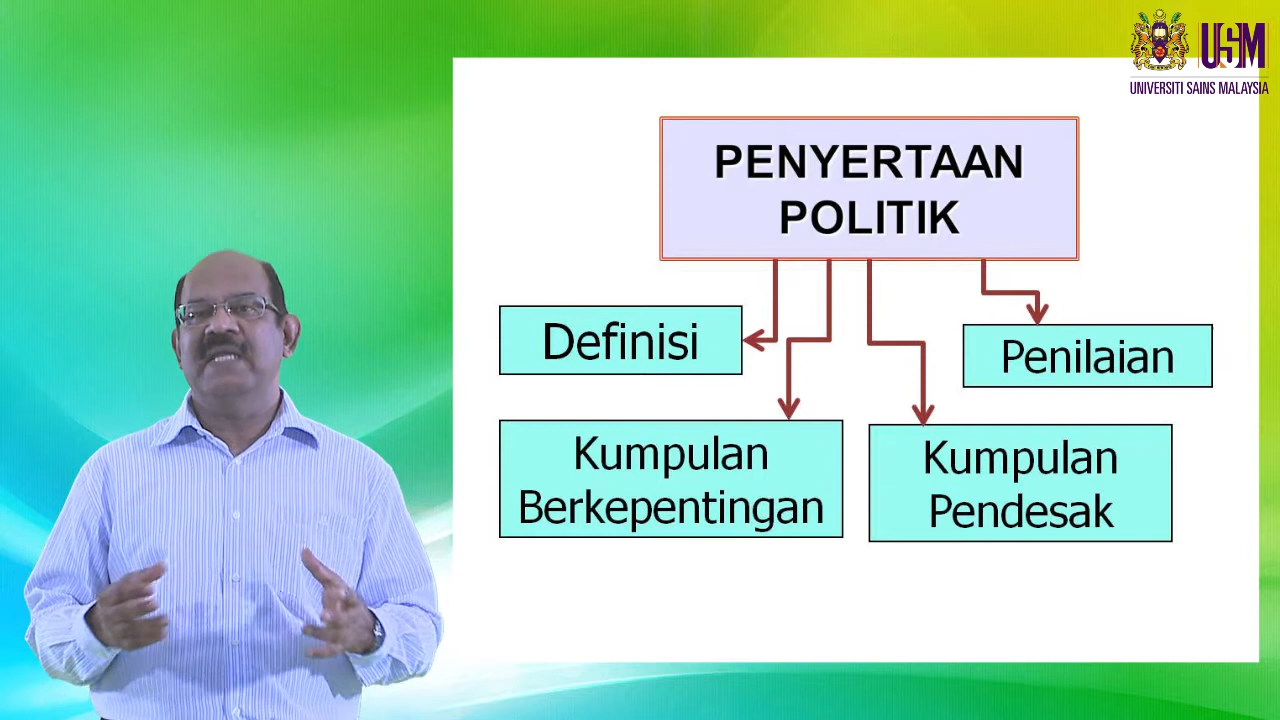 USM
UNIVERSITI SAINS MALAYSIA
PENYERTAAN
POLITIK
Definisi
Penilaian
Kumpulan
Berkepentingan
Kumpulan
Pendesak